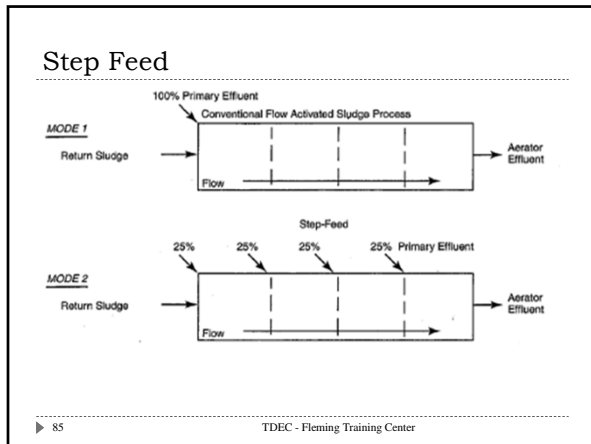 Step Feed
100% Primary Effluent
Conventional Flow Activated Sludge Process
MODE 1
Return Sludge
Aerator
Effluent
Flow
Step-Feed
25% 25% 25% 25% Primary Effluent
MODE 2
Return Sludge
Aerator
Effluent
Flow
85 TDEC - Fleming Training Center